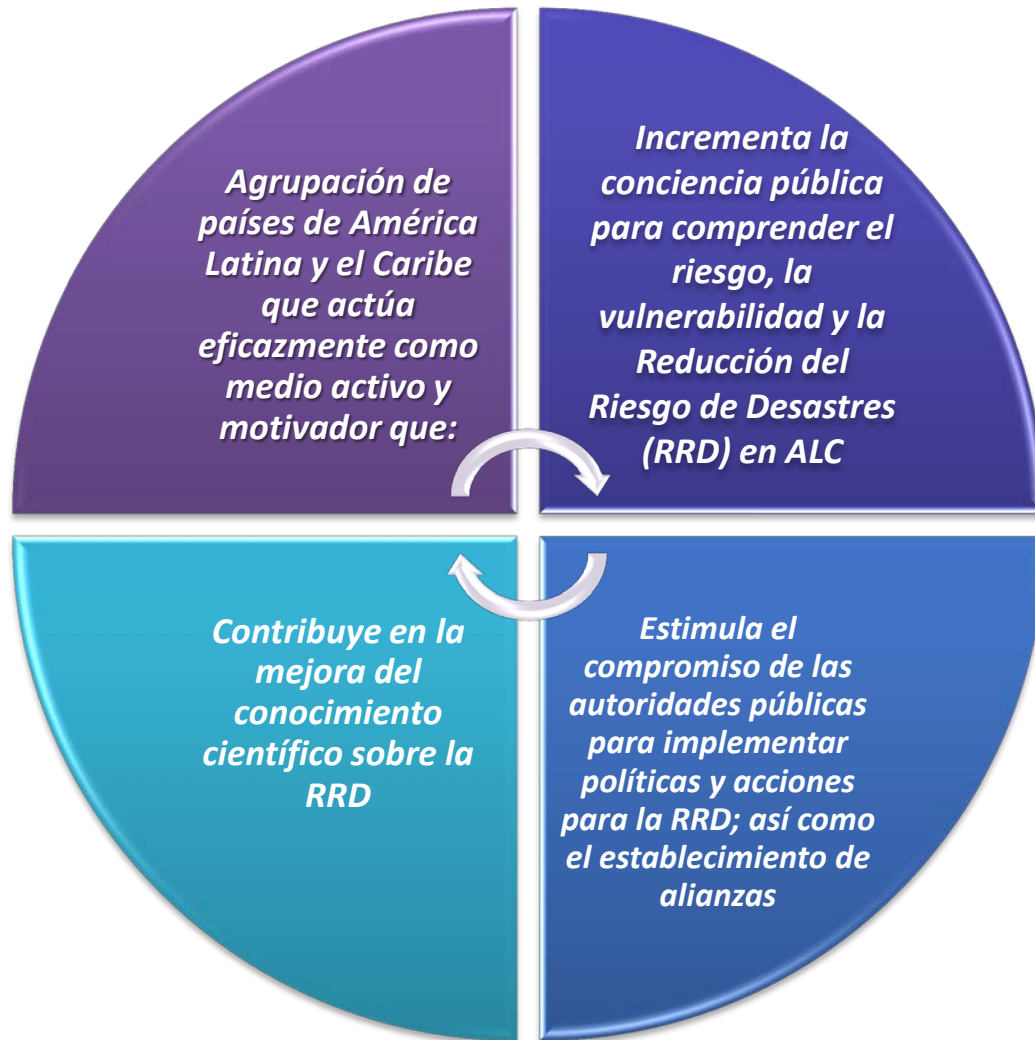 Agrupación de
países de América
Latina y el Caribe
que actúa
eficazmente como
medio activo y
motivador que:
Incrementa la
conciencia pública
para comprender el
riesgo, la
vulnerabilidad y la
Reducción del
Riesgo de Desastres
(RRD) en ALC
Estimula el
compromiso de las
autoridades públicas
para implementar
políticas y acciones
para la RRD; así como
el establecimiento de
alianzas
Contribuye en la
mejora del
conocimiento
científico sobre la
RRD